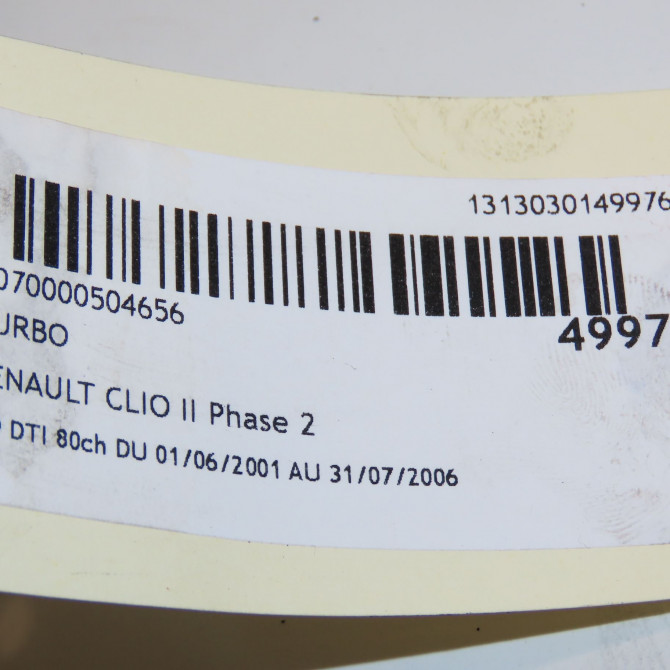 1313030149976
070000504656
4997
URBO
ENAULT CLIO II Phase 2
DTI 80ch DU 01/06/2001 AU 31/07/2006